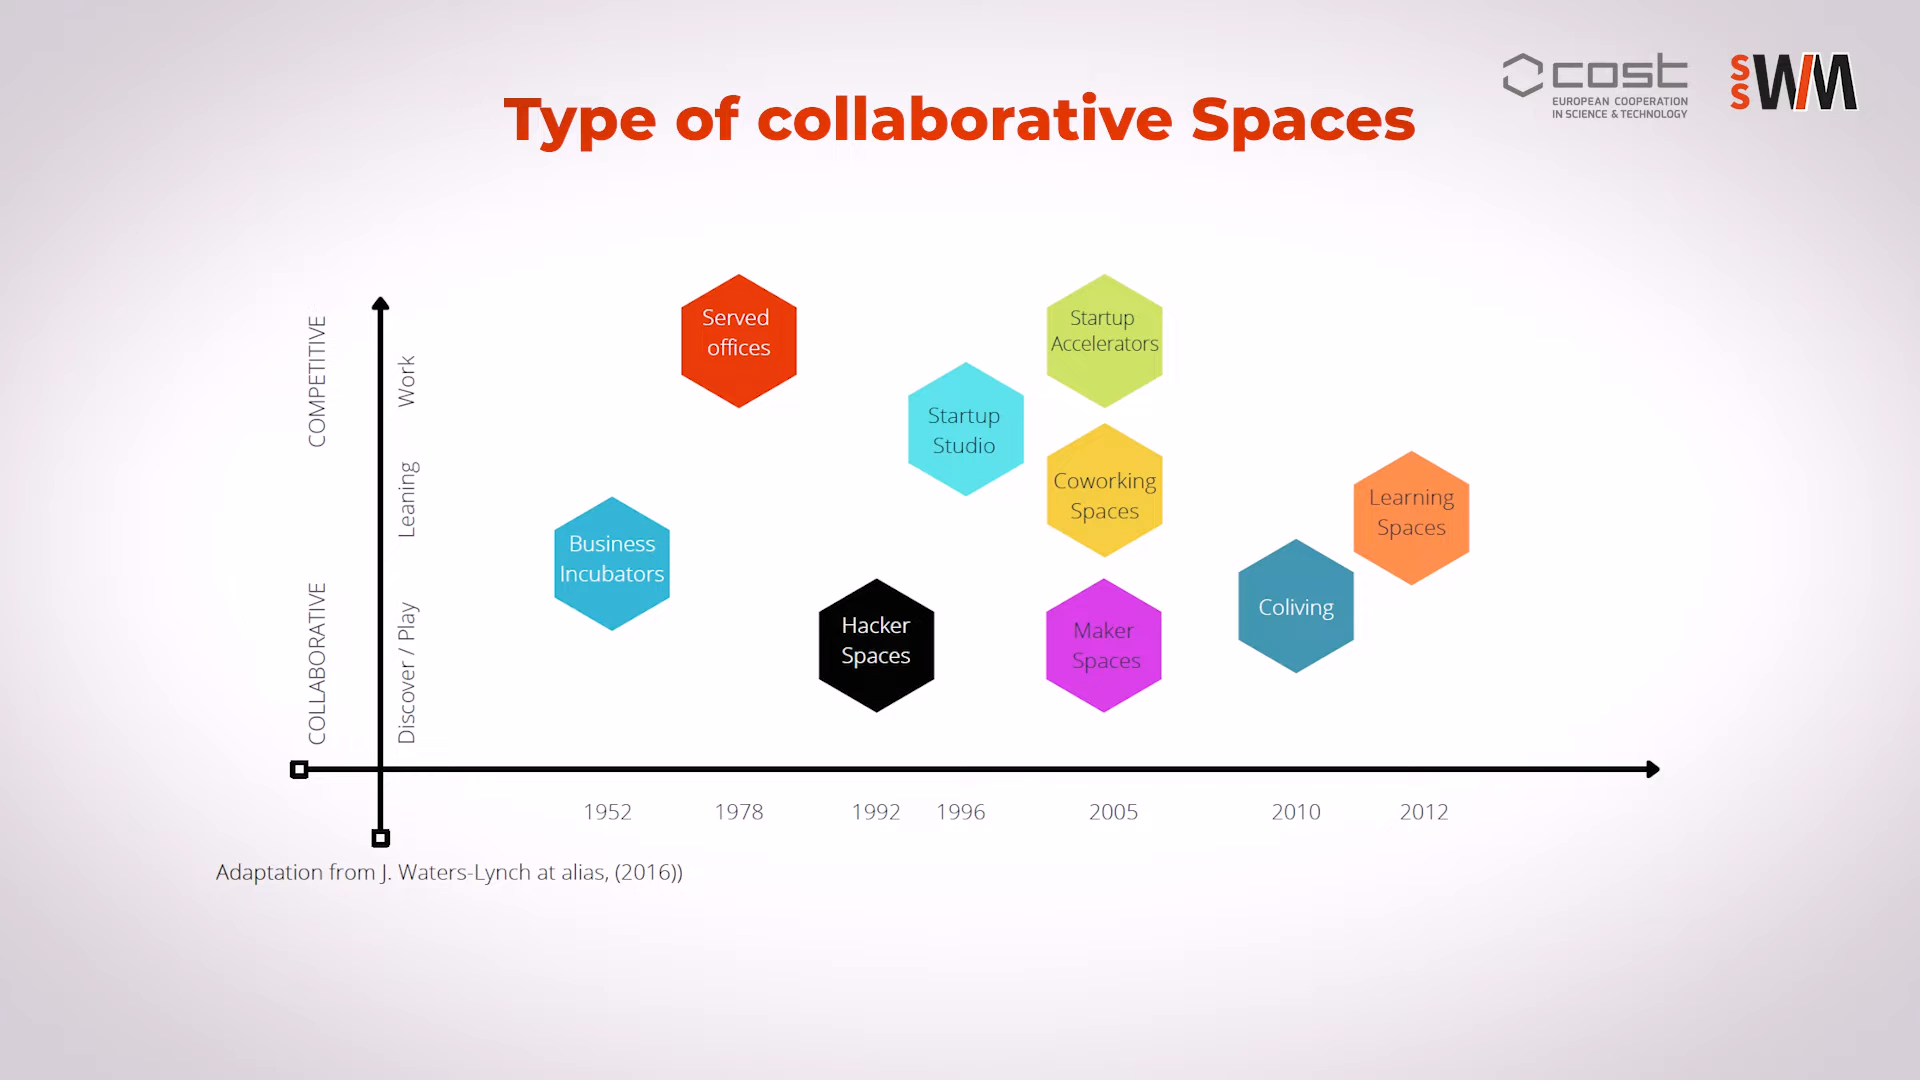 cost
EUROPEAN COOPERATION
IN SCIENCE & TECHNOLOGY
SS WM
Type of collaborative Spaces
COMPETITIVE
COLLABORATIVE
Work
Leaning
Discover / Play
Served
offices
Startup
Accelerators
Startup
Studio
Coworking
Spaces
Learning
Spaces
Business
Incubators
Coliving
Hacker
Spaces
Maker
Spaces
1952 1978 1992 1996 2005 2010 2012
Adaptation from J. Waters-Lynch at alias, (2016))